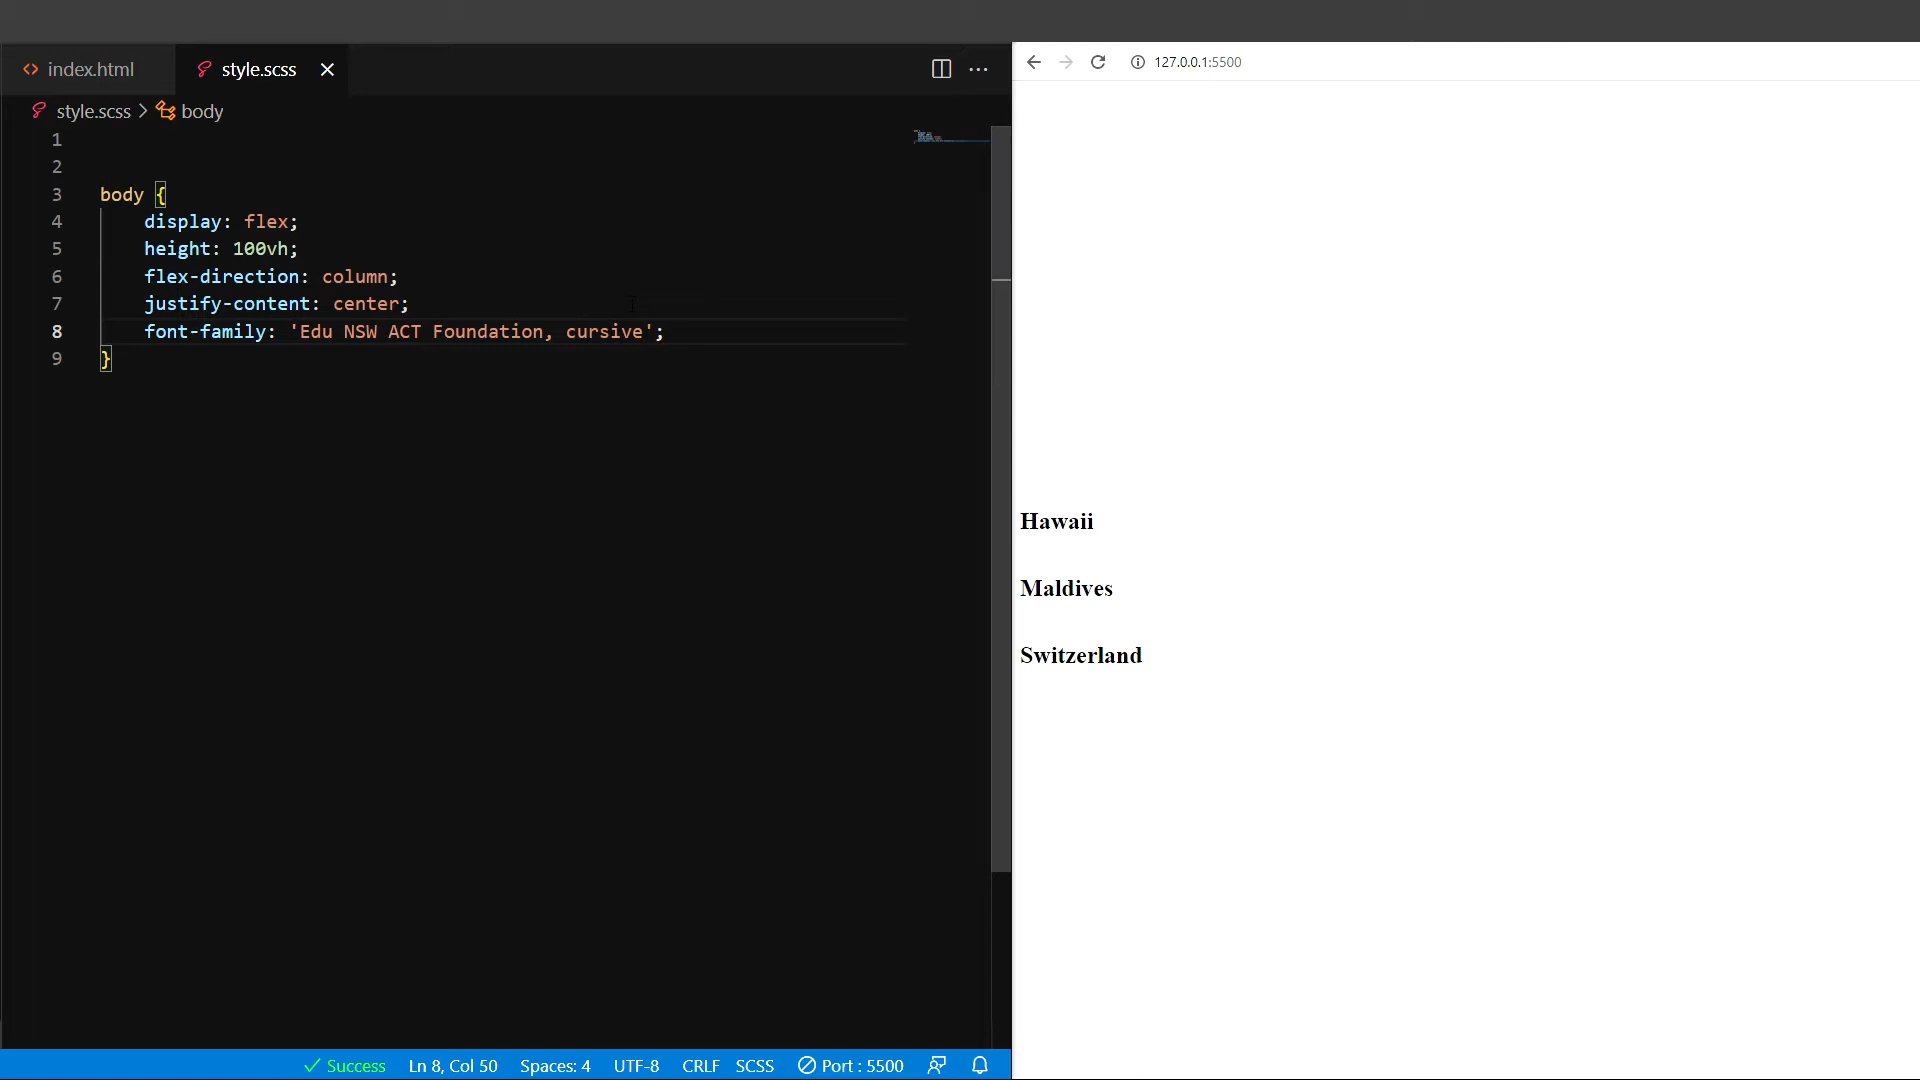 index.html
style.scss
127.0.0.1:5500
style.scss > body
1
2
3 body {
4 display: flex;
5 height: 100vh;
6 flex-direction: column;
7 justify-content: center;
8 font-family: 'Edu NSW ACT Foundation, cursive';
9 }
Hawaii
Maldives
Switzerland
Success Ln 8, Col 50 Spaces: 4 UTF-8 CRLF SCSS Port : 5500